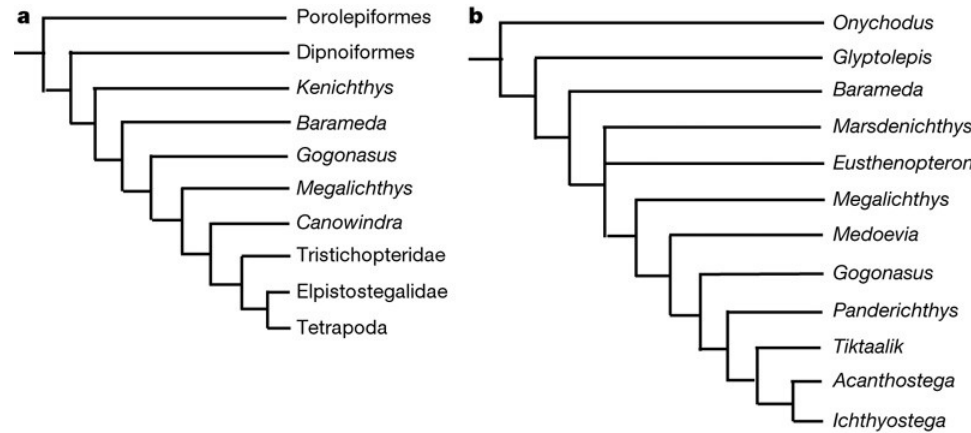 a
Porolepiformes
Dipnoiformes
Kenichthys
Barameda
Gogonasus
Megalichthys
Canowindra
Tristichopteridae
Elpistostegalidae
Tetrapoda
b
Onychodus
Glyptolepis
Barameda
Marsdenichthys
Eusthenopteron
Megalichthys
Medoevia
Gogonasus
Panderichthys
Tiktaalik
Acanthostega
Ichthyostega